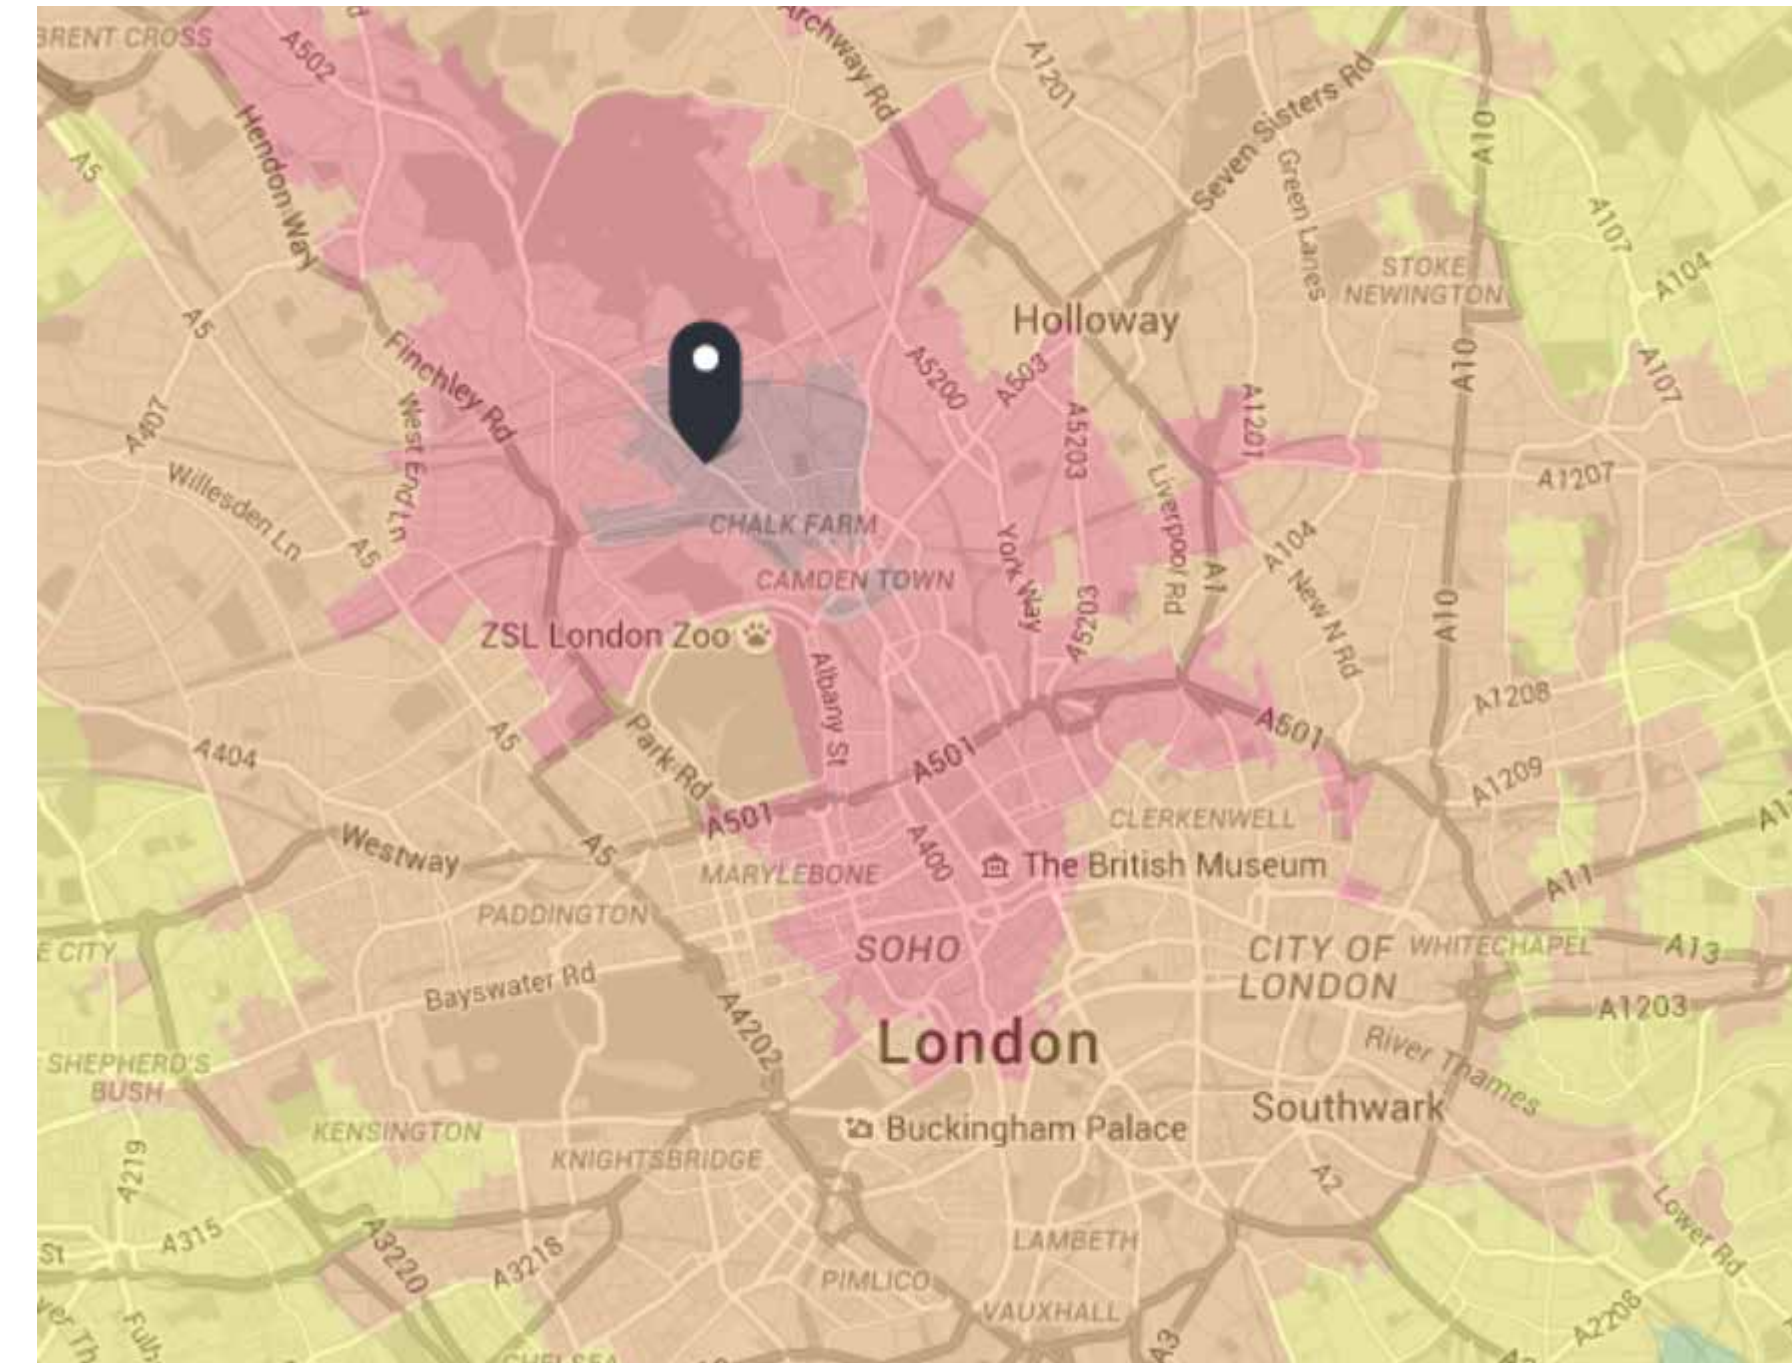 BRENT CROSS
A502
Archway Rd
A1201
Seven Sisters Rd
A10
A5
Hendon Way
Green Lanes
A107
STOKE
NEWINGTON
A104
A5
Holloway
Finchley Rd
A5200
A503
A10
A107
A407
West End Ln
A5203
A1201
Willesden Ln
Liverpool Rd
A1207
A5
CHALK FARM
York Way
A104
CAMDEN TOWN
A1
New N Rd
A10
A5203
ZSL London Zoo
Albany St
A1208
A404
A5
Park Rd
A501
A501
A1209
A501
CLERKENWELL
Westway
A5
A400
The British Museum
MARYLEBONE
A11
PADDINGTON
E CITY
SOHO
CITY OF
LONDON
WHITECHAPEL
A13
Bayswater Rd
A4202
A1203
London
River Thames
SHEPHERD'S
BUSH
Southwark
KENSINGTON
Buckingham Palace
KNIGHTSBRIDGE
A219
A2
Lower Rd
A315
St
A3220
A3218
LAMBETH
PIMLICO
VAUXHALL
A3
A2208
CHELSEA